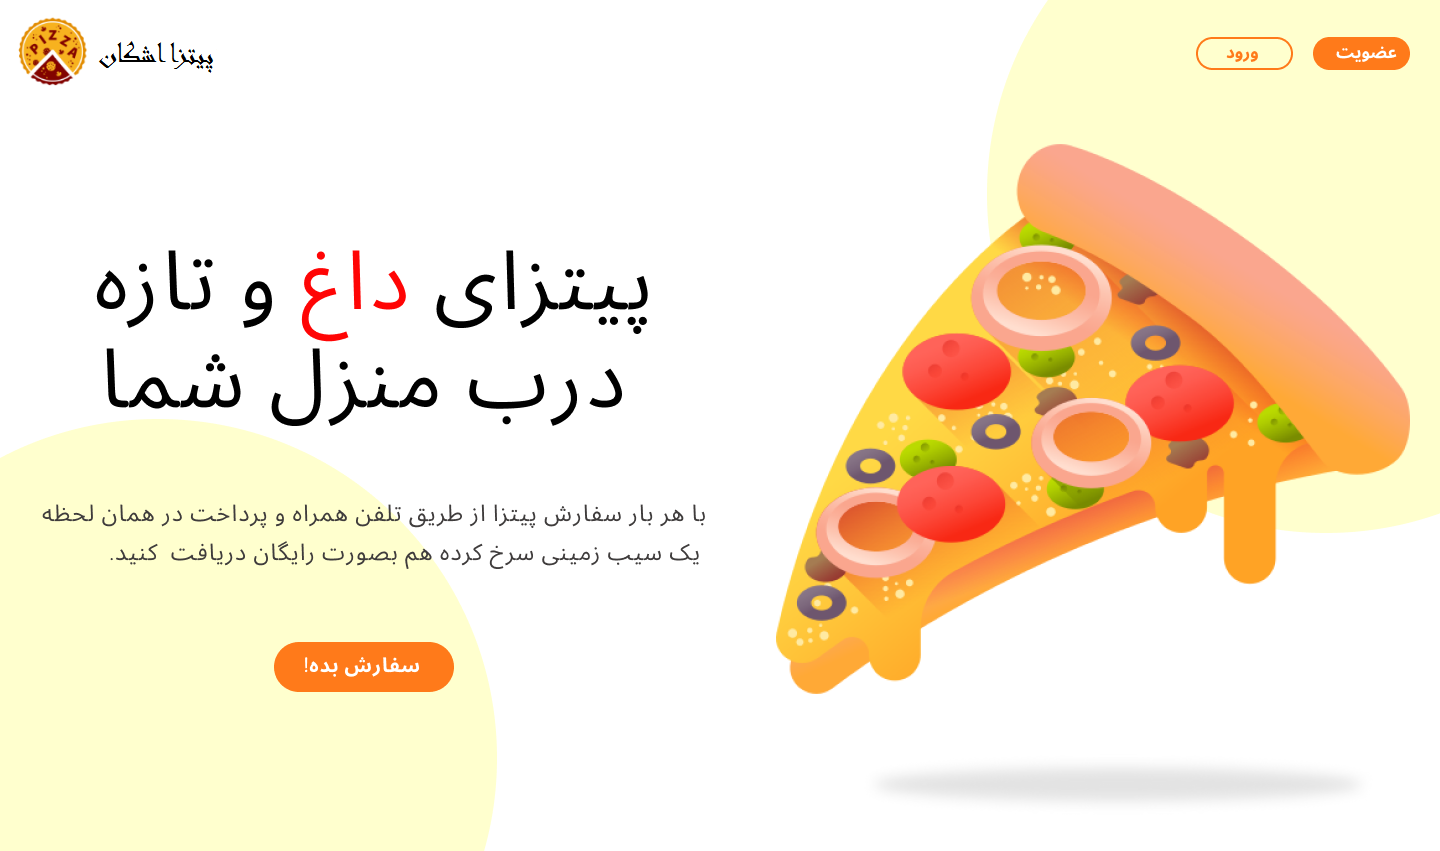 عضویت
ورود
PIZZA
پیتزا اشکان
پیتزای داغ و تازه
درب منزل شما
با هر بار سفارش پیتزا از طریق تلفن همراه و پرداخت در همان لحظه
یک سیب زمینی سرخ کرده هم بصورت رایگان دریافت کنید.
سفارش بده!